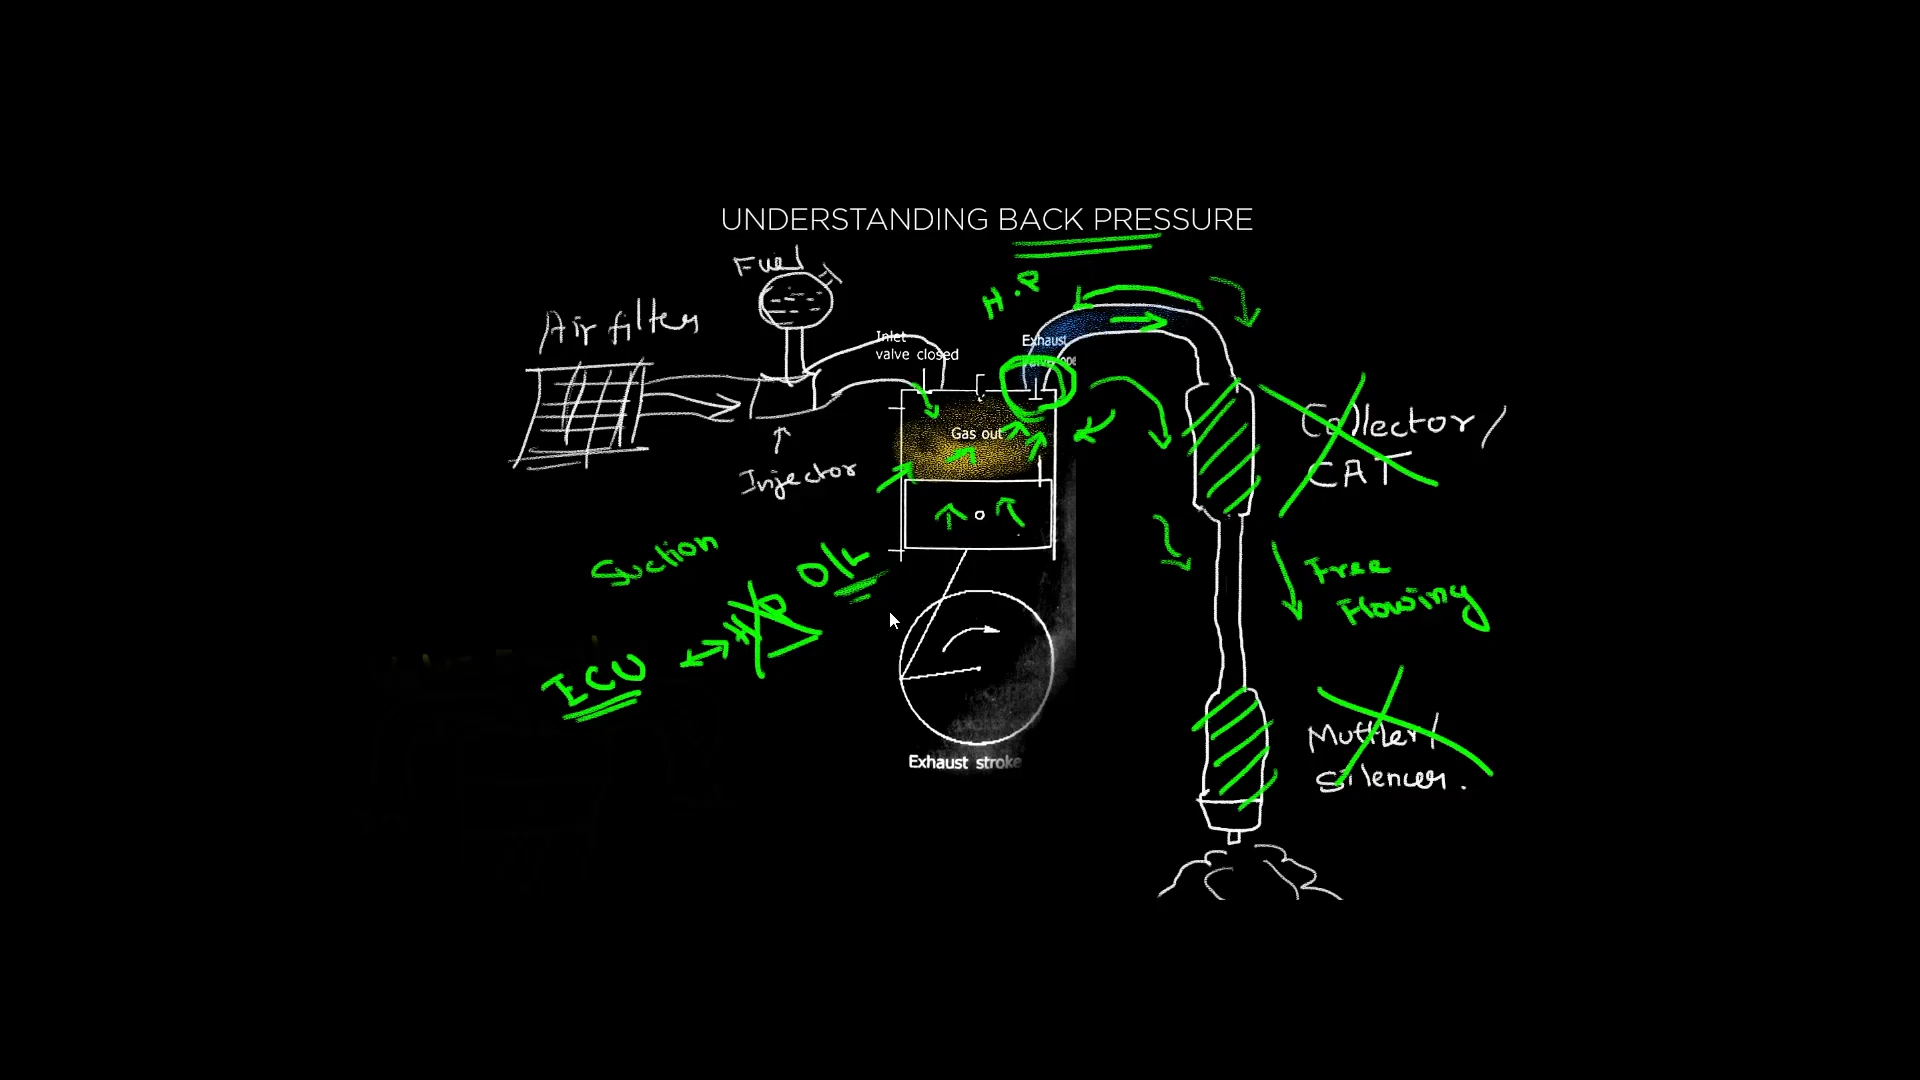 UNDERSTANDING BACK PRESSURE
Fuel
H.P
Air filter
Inlet
valve closed
Exhaust
Gas out
Collector/
CAT
Injector
Suction
O/L
Free
Flowing
ECU
Muffler/
Silencer.
Exhaust stroke